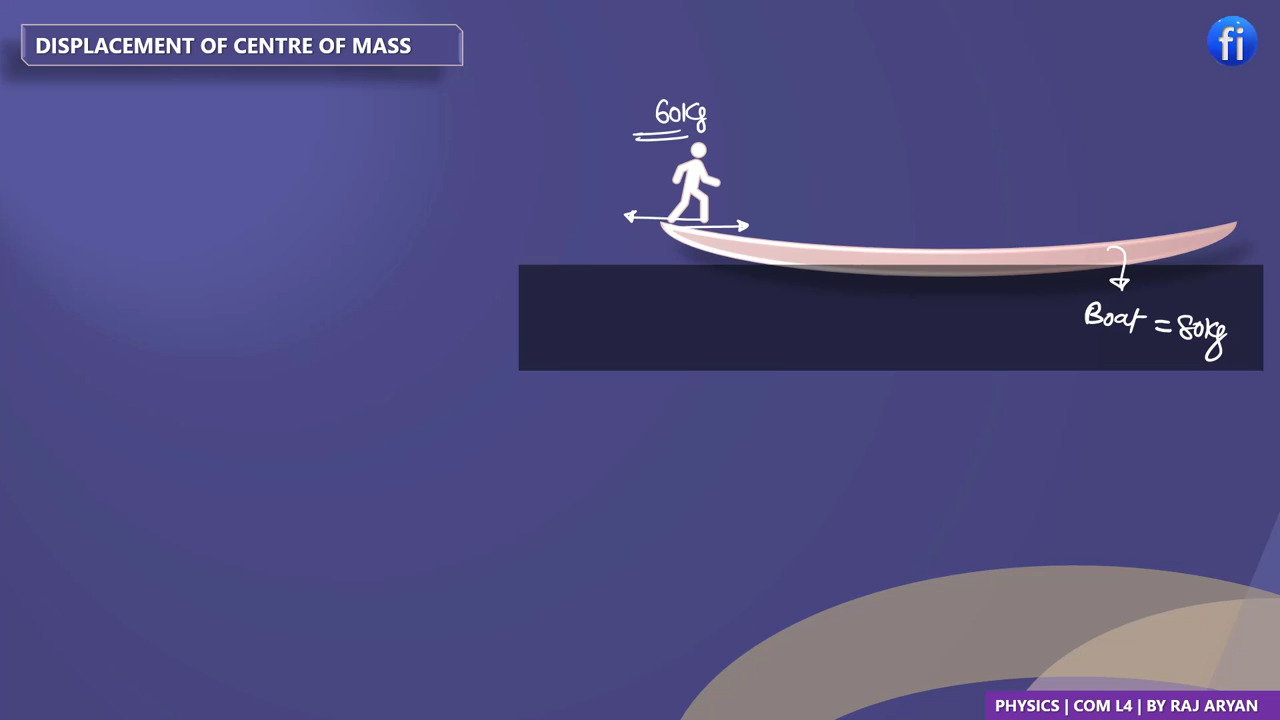 DISPLACEMENT OF CENTRE OF MASS
fi
60kg
Boat = 80kg
PHYSICS | COM L4 | BY RAJ ARYAN